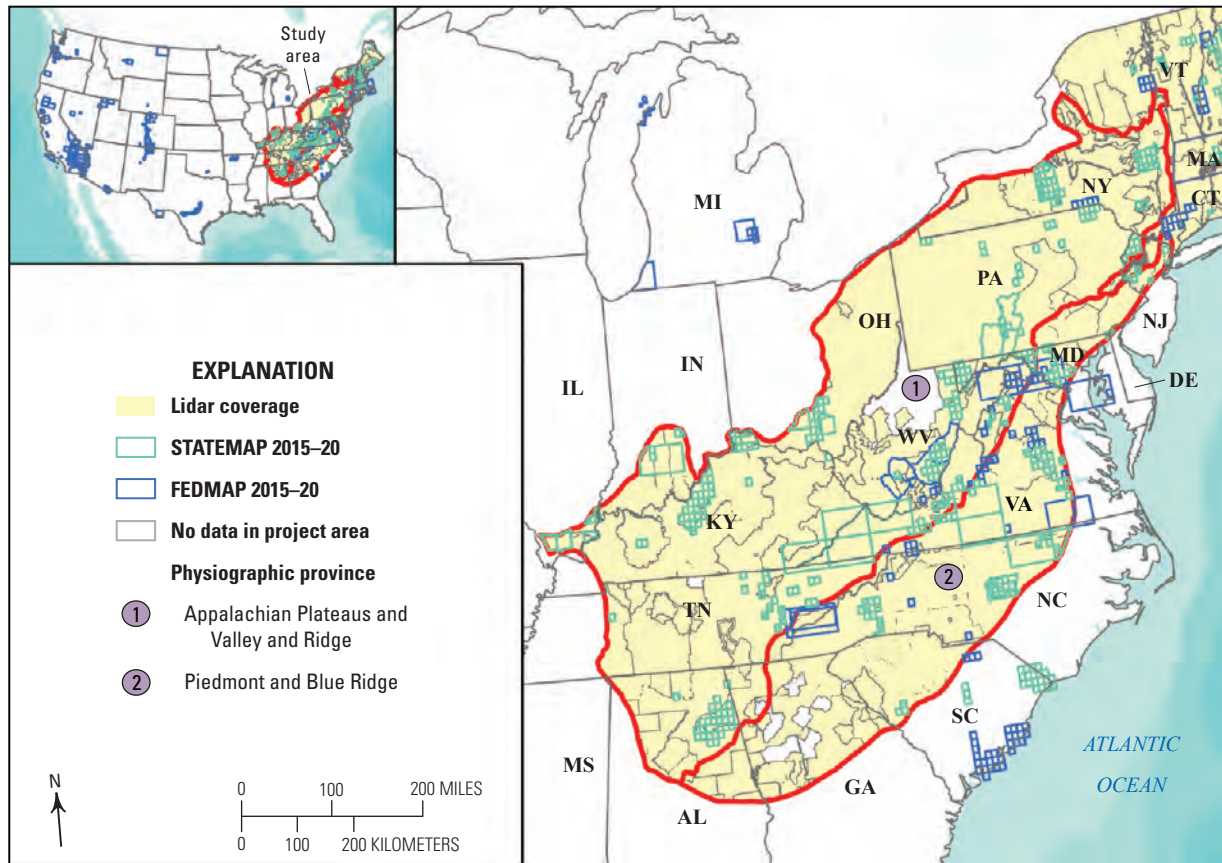 Study
area
EXPLANATION
Lidar coverage
STATEMAP 2015–20
FEDMAP 2015–20
No data in project area
Physiographic province
1 Appalachian Plateaus and
Valley and Ridge
2 Piedmont and Blue Ridge
N
0 100 200 MILES
0 100 200 KILOMETERS
VT
MA
NY
CT
MI
PA
NJ
OH
MD
DE
IN
IL
1
WV
VA
KY
2
NC
TN
SC
MS
GA
AL
ATLANTIC
OCEAN